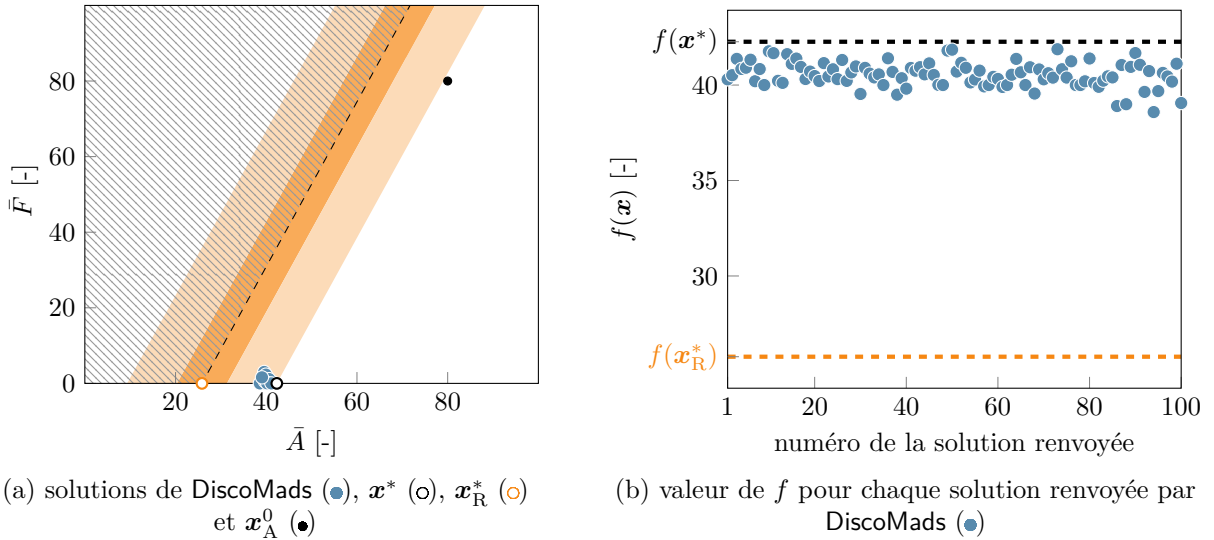 80
60
40
20
0
F̄ [-]
20
40
60
80
Ā [-]
(a) solutions de DiscoMads (), x* (), x*R ()
et x0A ()
f(x*)
40
35
30
f(x*R)
f(x) [-]
1
20
40
60
80
100
numéro de la solution renvoyée
(b) valeur de f pour chaque solution renvoyée par
DiscoMads ()